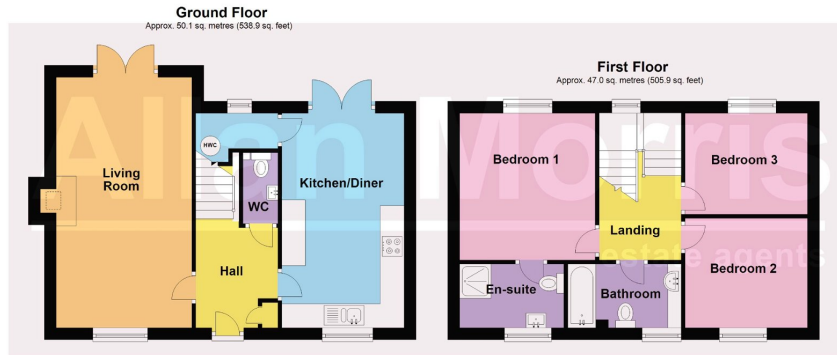 Ground Floor
Approx. 50.1 sq. metres (538.9 sq. feet)
First Floor
Approx. 47.0 sq. metres (505.9 sq. feet)
Allan Morris
estate agents
HWC
Living
Room
Kitchen/Diner
WC
Hall
Bedroom 1
Bedroom 3
Landing
Bedroom 2
En-suite
Bathroom